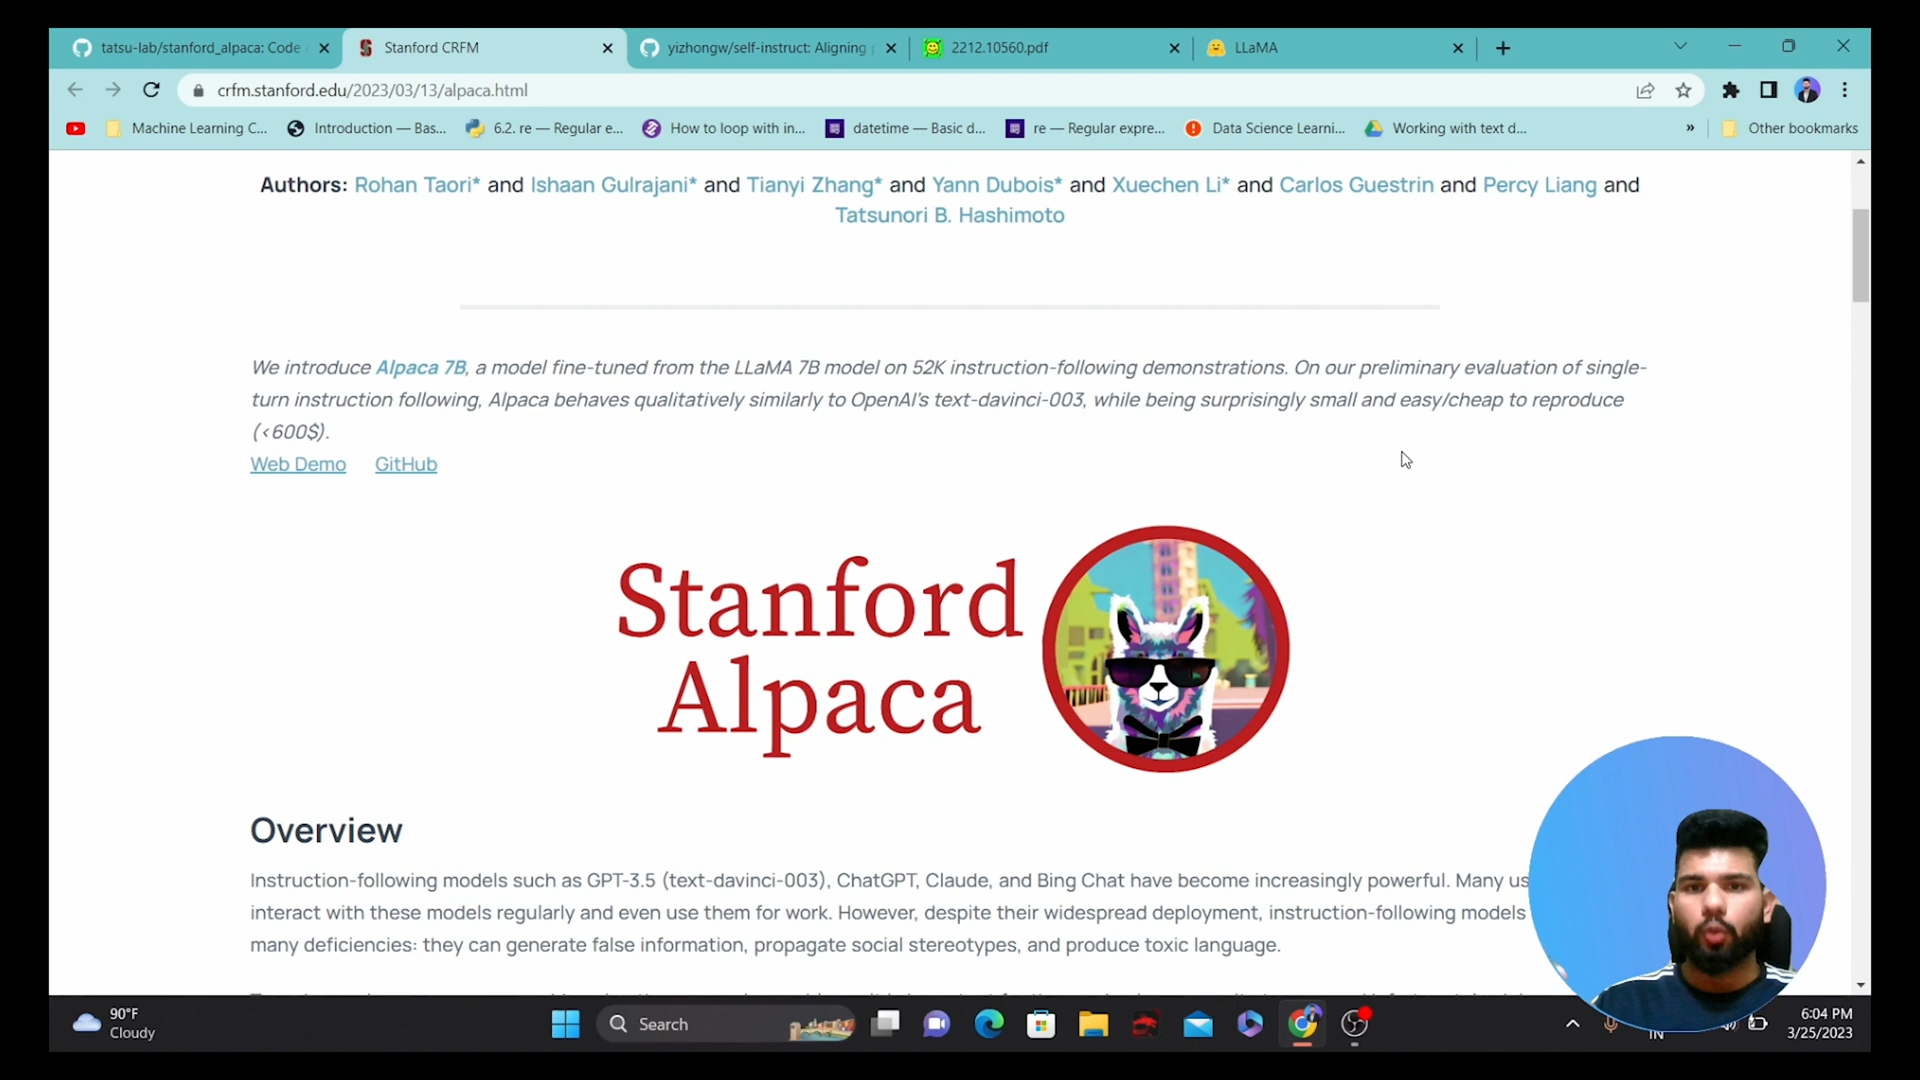 tatsu-lab/stanford_alpaca: Code
Stanford CRFM
yizhongw/self-instruct: Aligning
2212.10560.pdf
LLaMA
crfm.stanford.edu/2023/03/13/alpaca.html
Machine Learning C...
Introduction — Bas...
6.2. re — Regular e...
How to loop with in...
datetime — Basic d...
re — Regular expre...
Data Science Learni...
Working with text d...
»
Other bookmarks
Authors: Rohan Taori* and Ishaan Gulrajani* and Tianyi Zhang* and Yann Dubois* and Xuechen Li* and Carlos Guestrin and Percy Liang and
Tatsunori B. Hashimoto
We introduce Alpaca 7B, a model fine-tuned from the LLaMA 7B model on 52K instruction-following demonstrations. On our preliminary evaluation of single-
turn instruction following, Alpaca behaves qualitatively similarly to OpenAI's text-davinci-003, while being surprisingly small and easy/cheap to reproduce
(<600$).
Web Demo GitHub
Stanford
Alpaca
Overview
Instruction-following models such as GPT-3.5 (text-davinci-003), ChatGPT, Claude, and Bing Chat have become increasingly powerful. Many us
interact with these models regularly and even use them for work. However, despite their widespread deployment, instruction-following models
many deficiencies: they can generate false information, propagate social stereotypes, and produce toxic language.
90°F
Cloudy
Search
IN
6:04 PM
3/25/2023